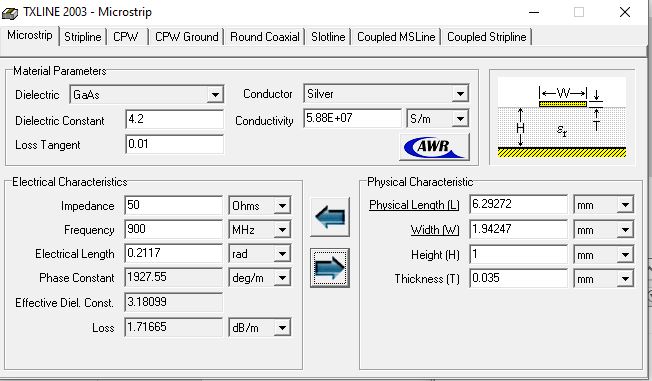 TXLINE 2003 - Microstrip
Microstrip Stripline CPW CPW Ground Round Coaxial Slotline Coupled MSLine Coupled Stripline
Material Parameters
Dielectric GaAs Conductor Silver
Dielectric Constant 4.2 Conductivity 5.88E+07 S/m
Loss Tangent 0.01 AWR
W
H
εr
T
Electrical Characteristics
Impedance 50 Ohms
Frequency 900 MHz
Electrical Length 0.2117 rad
Phase Constant 1927.55 deg/m
Effective Diel. Const. 3.18099
Loss 1.71665 dB/m
Physical Characteristic
Physical Length (L) 6.29272 mm
Width (W) 1.94247 mm
Height (H) 1 mm
Thickness (T) 0.035 mm